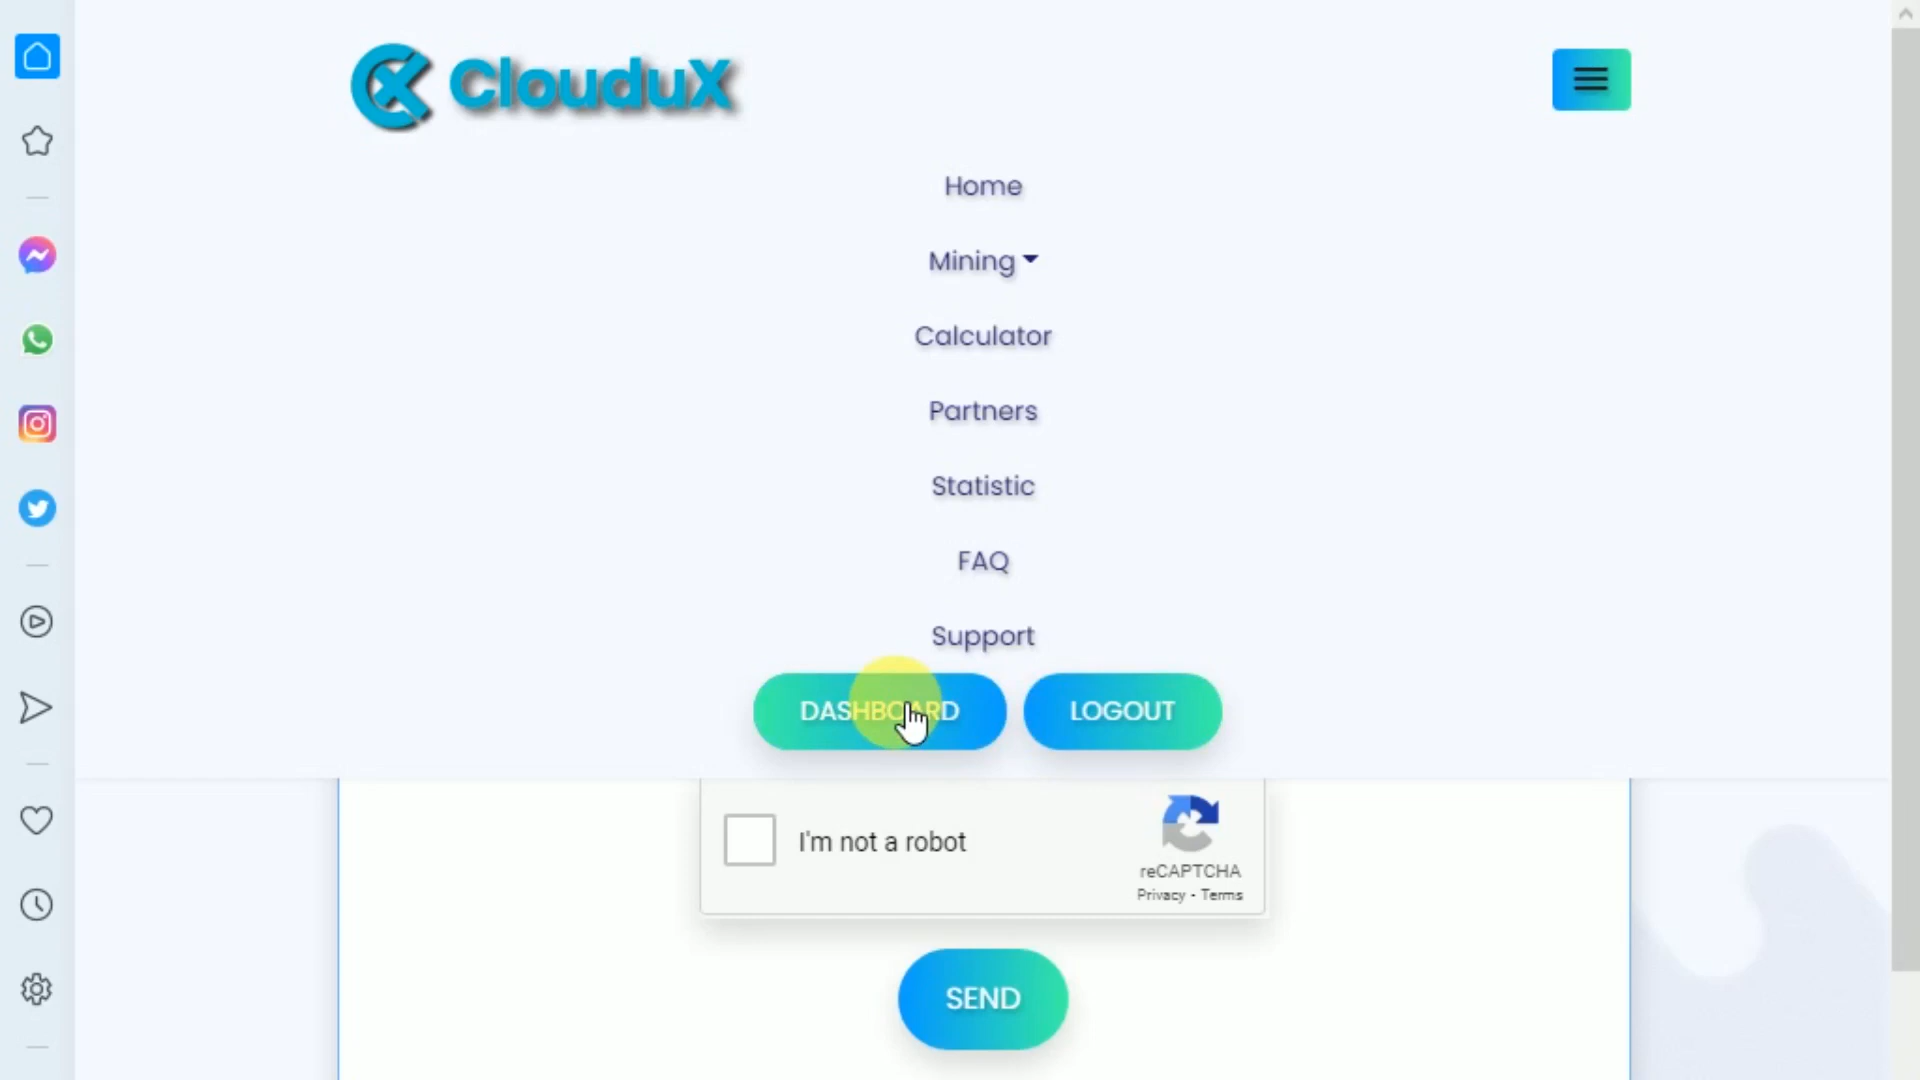 ClouduX
Home
Mining
Calculator
Partners
Statistic
FAQ
Support
DASHBOARD
LOGOUT
I'm not a robot
reCAPTCHA
Privacy - Terms
SEND